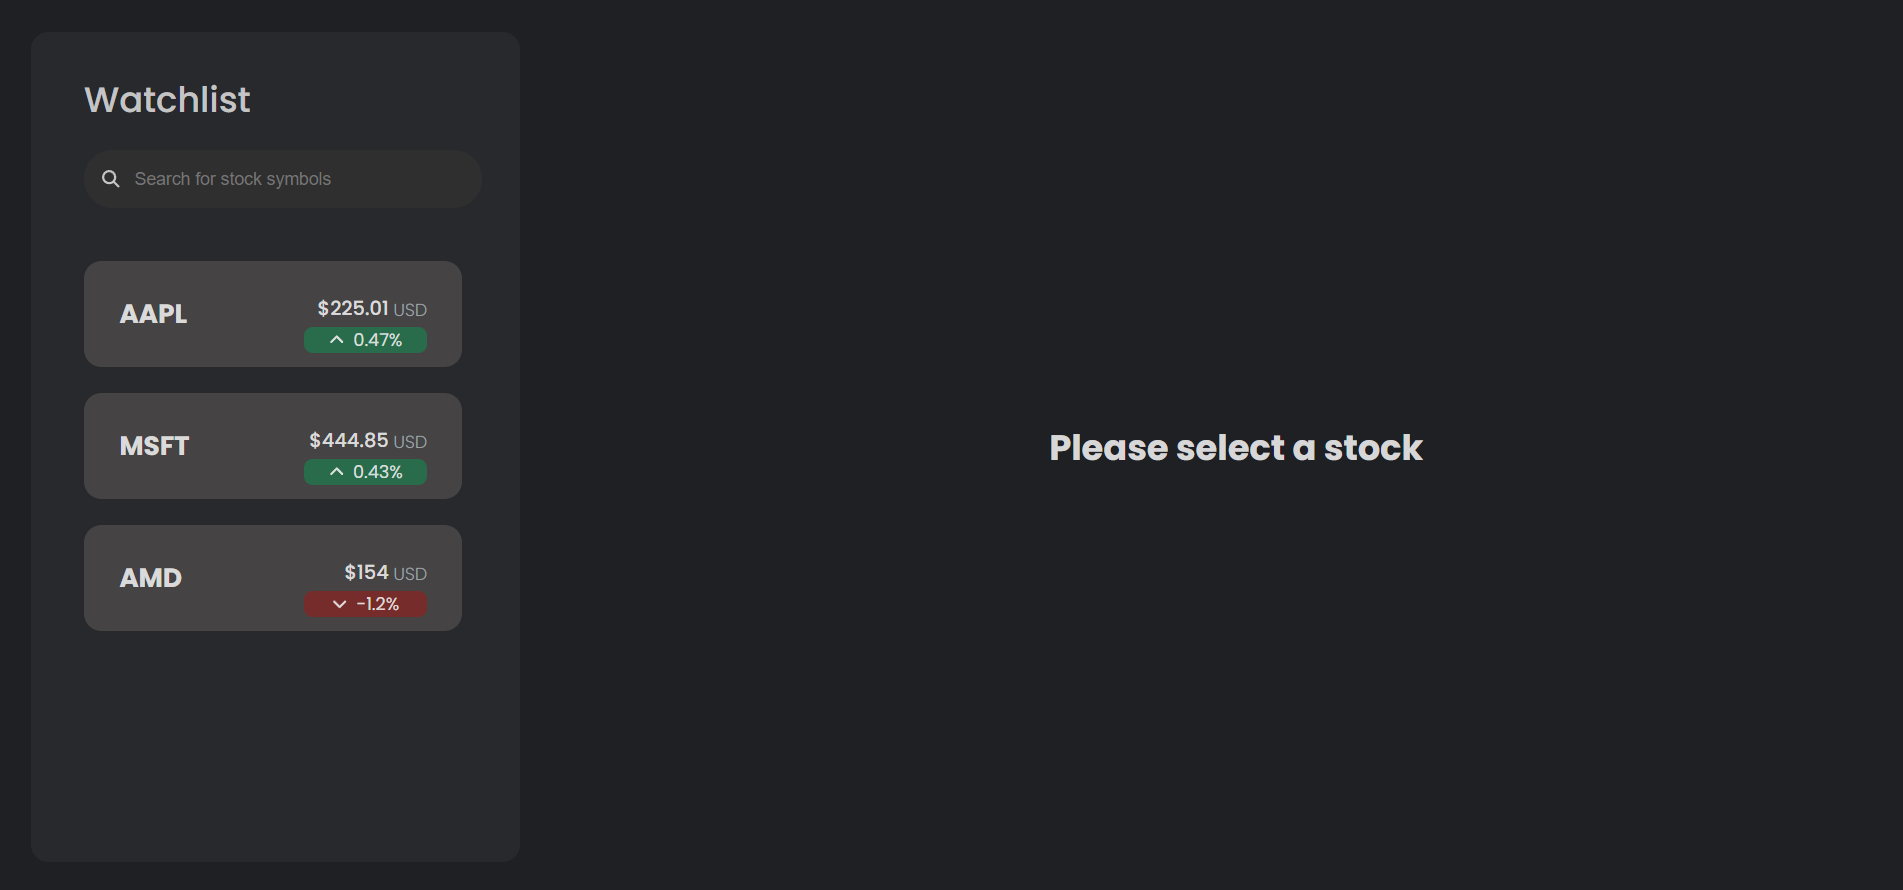 Watchlist
Search for stock symbols
AAPL
$225.01 USD
0.47%
MSFT
$444.85 USD
0.43%
AMD
$154 USD
-1.2%
Please select a stock